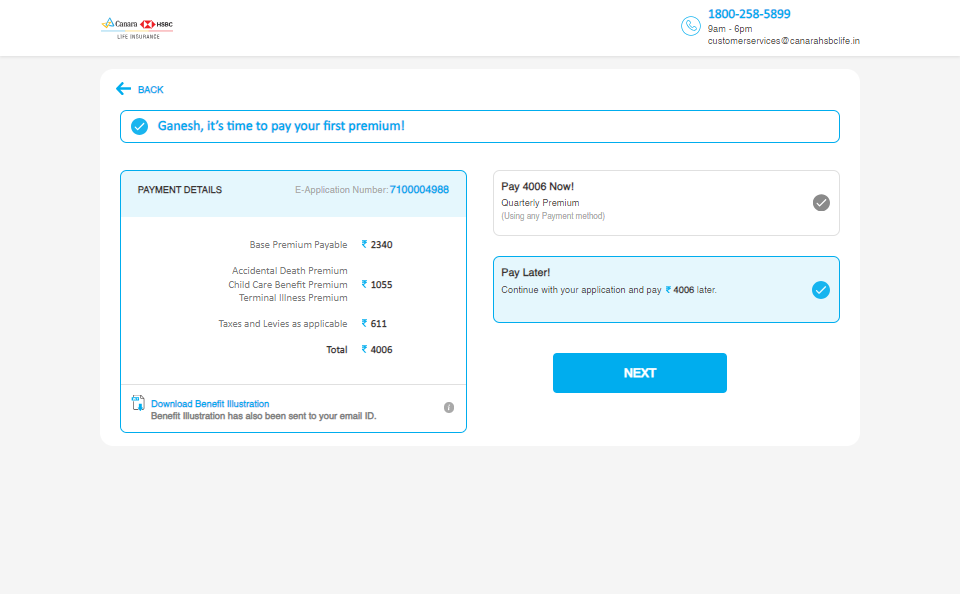 Canara HSBC
LIFE INSURANCE
1800-258-5899
9am - 6pm
customerservices@canarahsbclife.in
BACK
Ganesh, it's time to pay your first premium!
PAYMENT DETAILS
E-Application Number: 7100004988
Base Premium Payable ₹ 2340
Accidental Death Premium
Child Care Benefit Premium ₹ 1055
Terminal Illness Premium
Taxes and Levies as applicable ₹ 611
Total ₹ 4006
Download Benefit Illustration
Benefit Illustration has also been sent to your email ID.
i
Pay 4006 Now!
Quarterly Premium
(Using any Payment method)
Pay Later!
Continue with your application and pay ₹ 4006 later.
NEXT